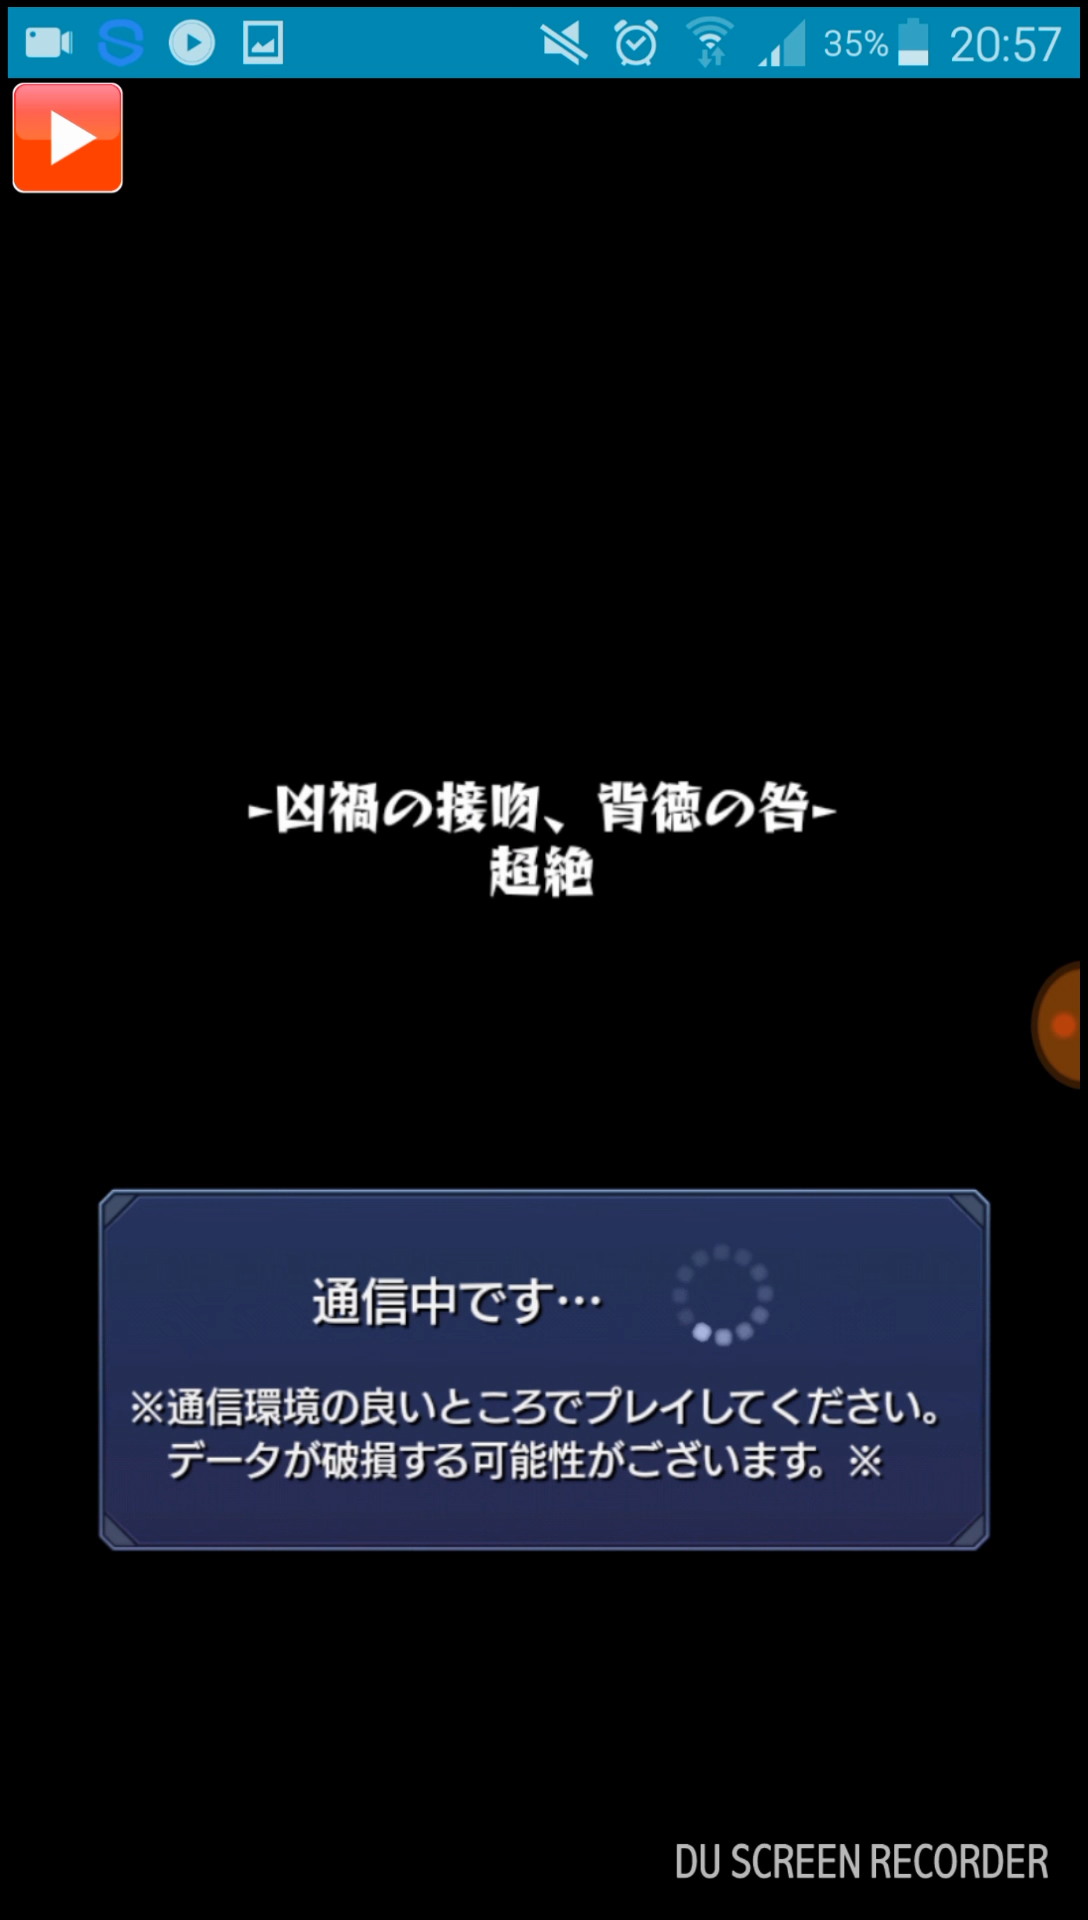 35% 20:57
-凶禍の接吻、背徳の咎-
超絶
通信中です…
※通信環境の良いところでプレイしてください。
データが破損する可能性がございます。※
DU SCREEN RECORDER